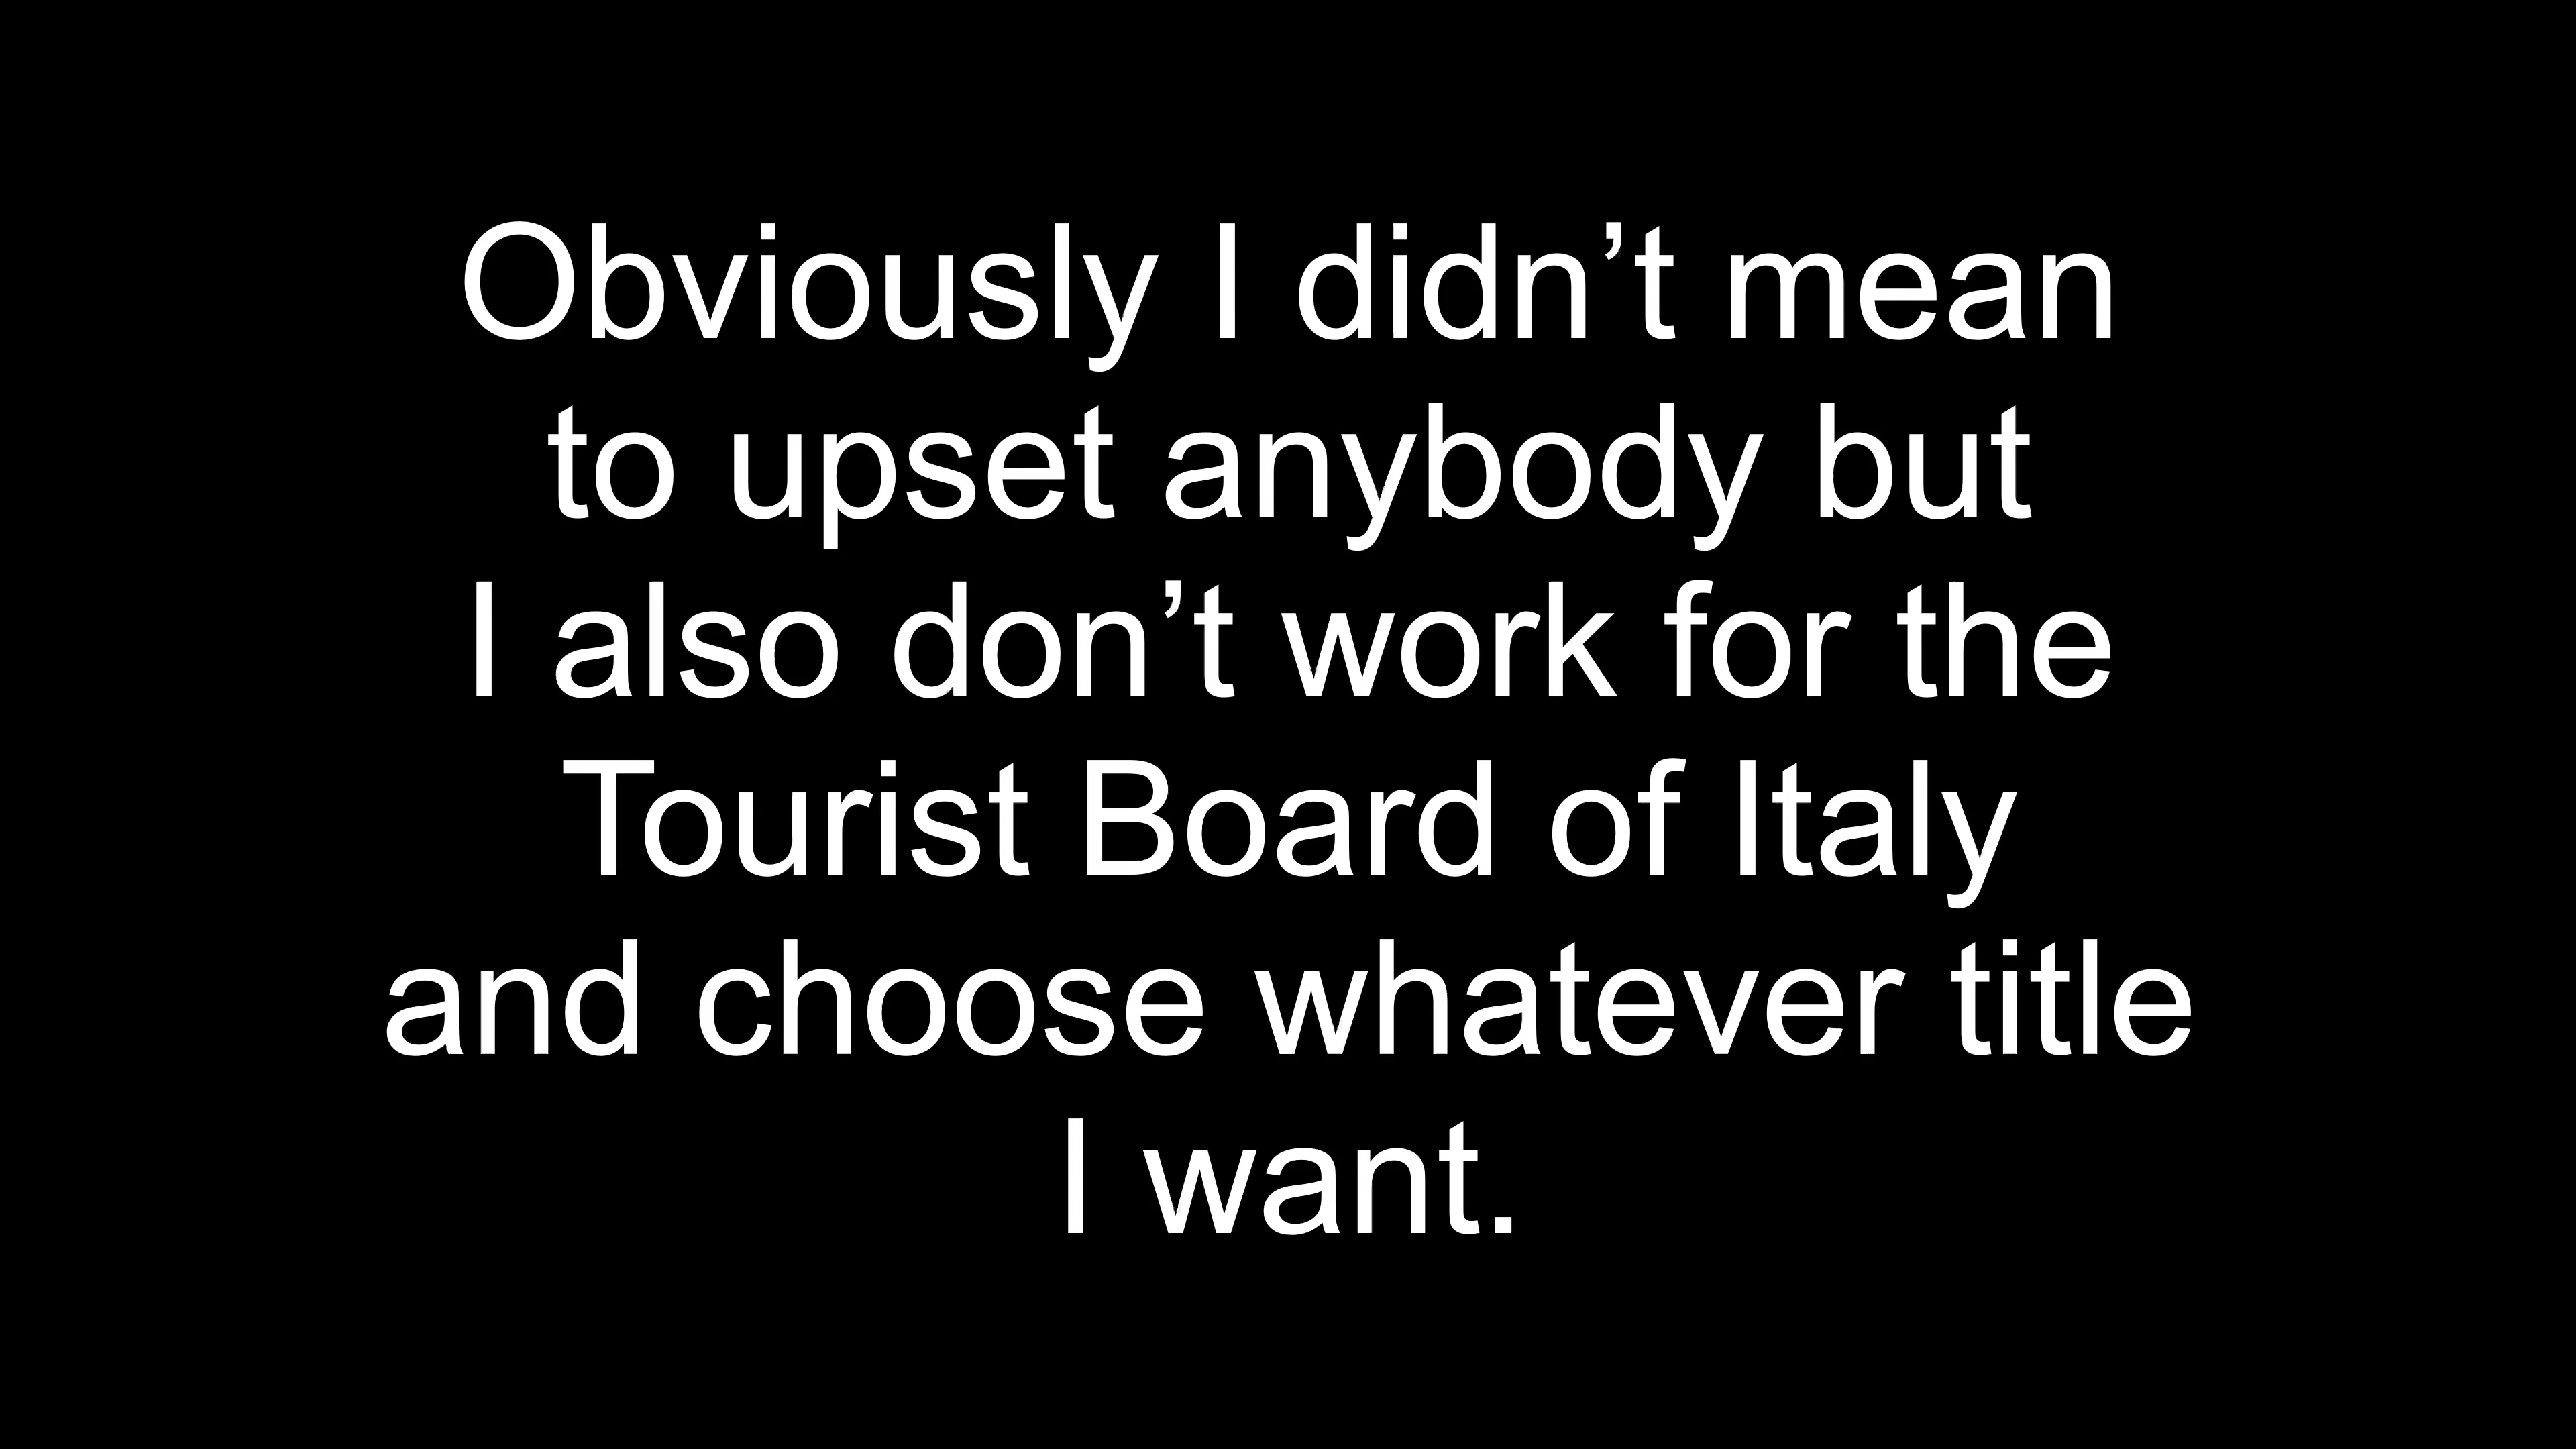 Obviously I didn’t mean
to upset anybody but
I also don’t work for the
Tourist Board of Italy
and choose whatever title
I want.